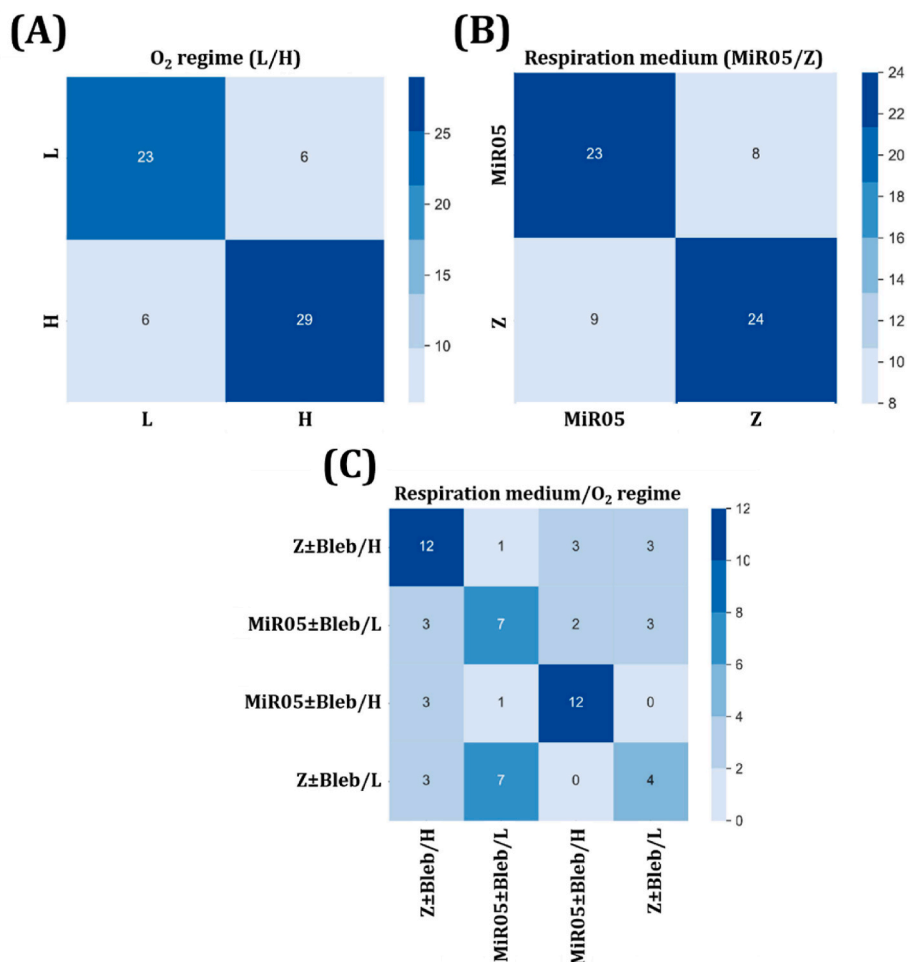 (A)
O₂ regime (L/H)
L
23
6
H
6
29
L
H
25
20
15
10
(B)
Respiration medium (MiR05/Z)
MiR05
23
8
Z
9
24
MiR05
Z
24
22
20
18
16
14
12
10
8
(C)
Respiration medium/O₂ regime
Z±Bleb/H
12
1
3
3
MiR05±Bleb/L
3
7
2
3
MiR05±Bleb/H
3
1
12
0
Z±Bleb/L
3
7
0
4
Z±Bleb/H
MiR05±Bleb/L
MiR05±Bleb/H
Z±Bleb/L
12
10
8
6
4
2
0